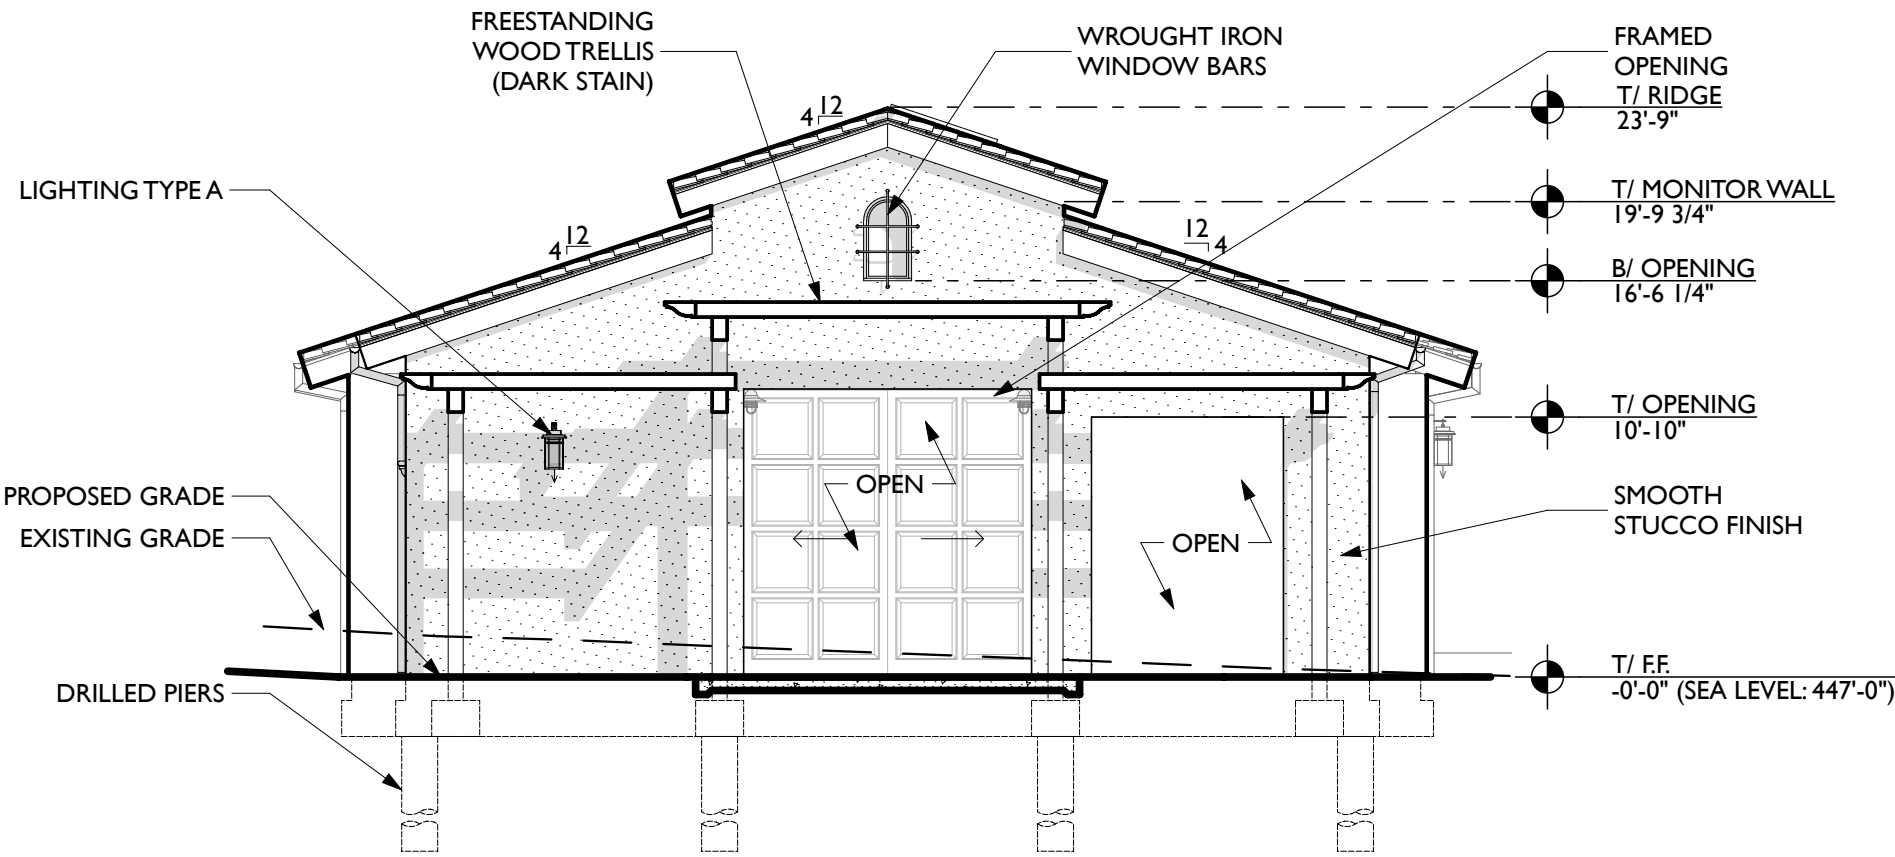 FREESTANDING
WOOD TRELLIS
(DARK STAIN)
WROUGHT IRON
WINDOW BARS
FRAMED
OPENING
T/ RIDGE
23'-9"
12
4
LIGHTING TYPE A
T/ MONITOR WALL
19'-9 3/4"
12
4
12
4
B/ OPENING
16'-6 1/4"
T/ OPENING
10'-10"
PROPOSED GRADE
EXISTING GRADE
OPEN
OPEN
SMOOTH
STUCCO FINISH
DRILLED PIERS
T/ F.F.
-0'-0" (SEA LEVEL: 447'-0")